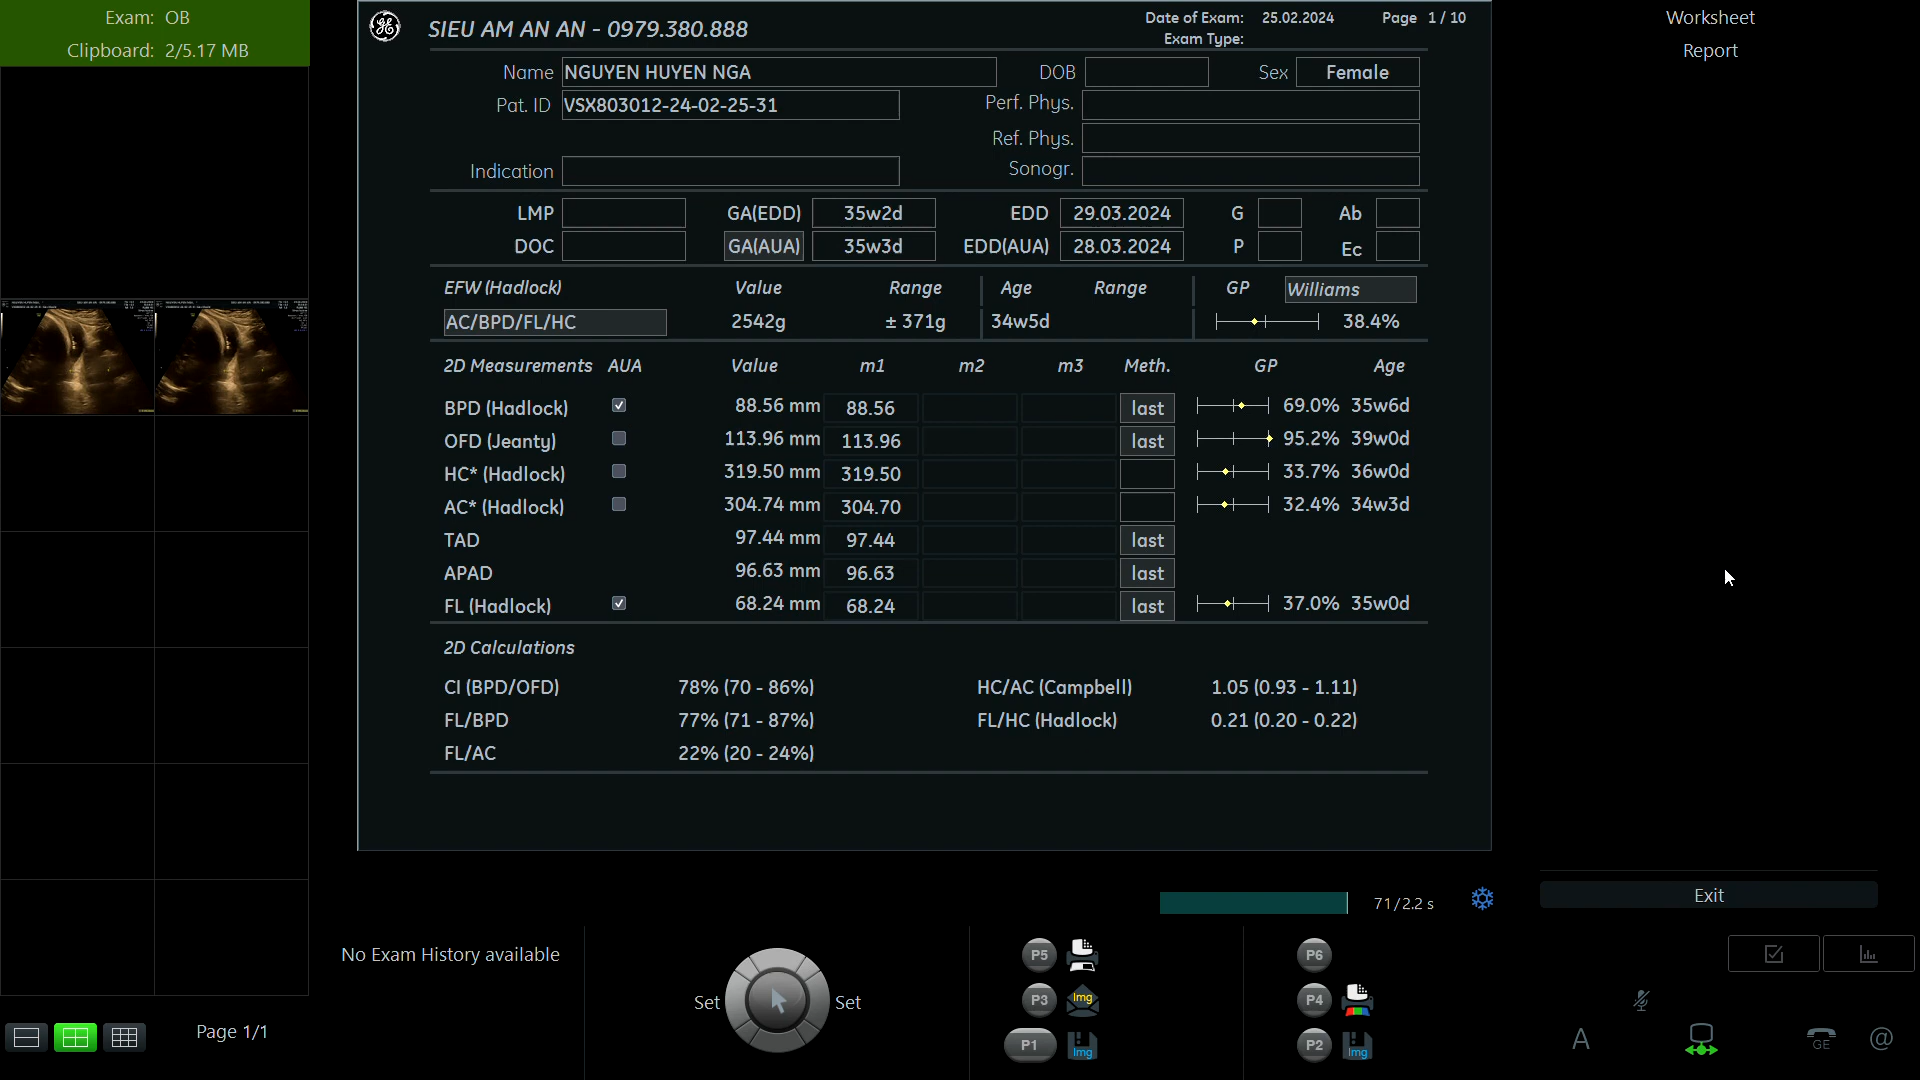 Exam: OB
Clipboard: 2/5.17 MB
SIEU AM AN AN - 0979.380.888
Date of Exam: 25.02.2024 Page 1 / 10
Exam Type:
Name NGUYEN HUYEN NGA DOB Sex Female
Pat. ID VSX803012-24-02-25-31 Perf. Phys.
Ref. Phys.
Indication Sonogr.
LMP GA(EDD) 35w2d EDD 29.03.2024 G Ab
DOC GA(AUA) 35w3d EDD(AUA) 28.03.2024 P Ec
EFW (Hadlock) Value Range Age Range GP Williams
AC/BPD/FL/HC 2542g ± 371g 34w5d 38.4%
2D Measurements AUA Value m1 m2 m3 Meth. GP Age
BPD (Hadlock) 88.56 mm 88.56 last 69.0% 35w6d
OFD (Jeanty) 113.96 mm 113.96 last 95.2% 39w0d
HC* (Hadlock) 319.50 mm 319.50 33.7% 36w0d
AC* (Hadlock) 304.74 mm 304.70 32.4% 34w3d
TAD 97.44 mm 97.44 last
APAD 96.63 mm 96.63 last
FL (Hadlock) 68.24 mm 68.24 last 37.0% 35w0d
2D Calculations
CI (BPD/OFD) 78% (70 - 86%) HC/AC (Campbell) 1.05 (0.93 - 1.11)
FL/BPD 77% (71 - 87%) FL/HC (Hadlock) 0.21 (0.20 - 0.22)
FL/AC 22% (20 - 24%)
Worksheet
Report
71/2.2 s
Exit
No Exam History available
Set Set
P5
P3 Img
P1 Img
P6
P4
P2 Img
Page 1/1
A GE @